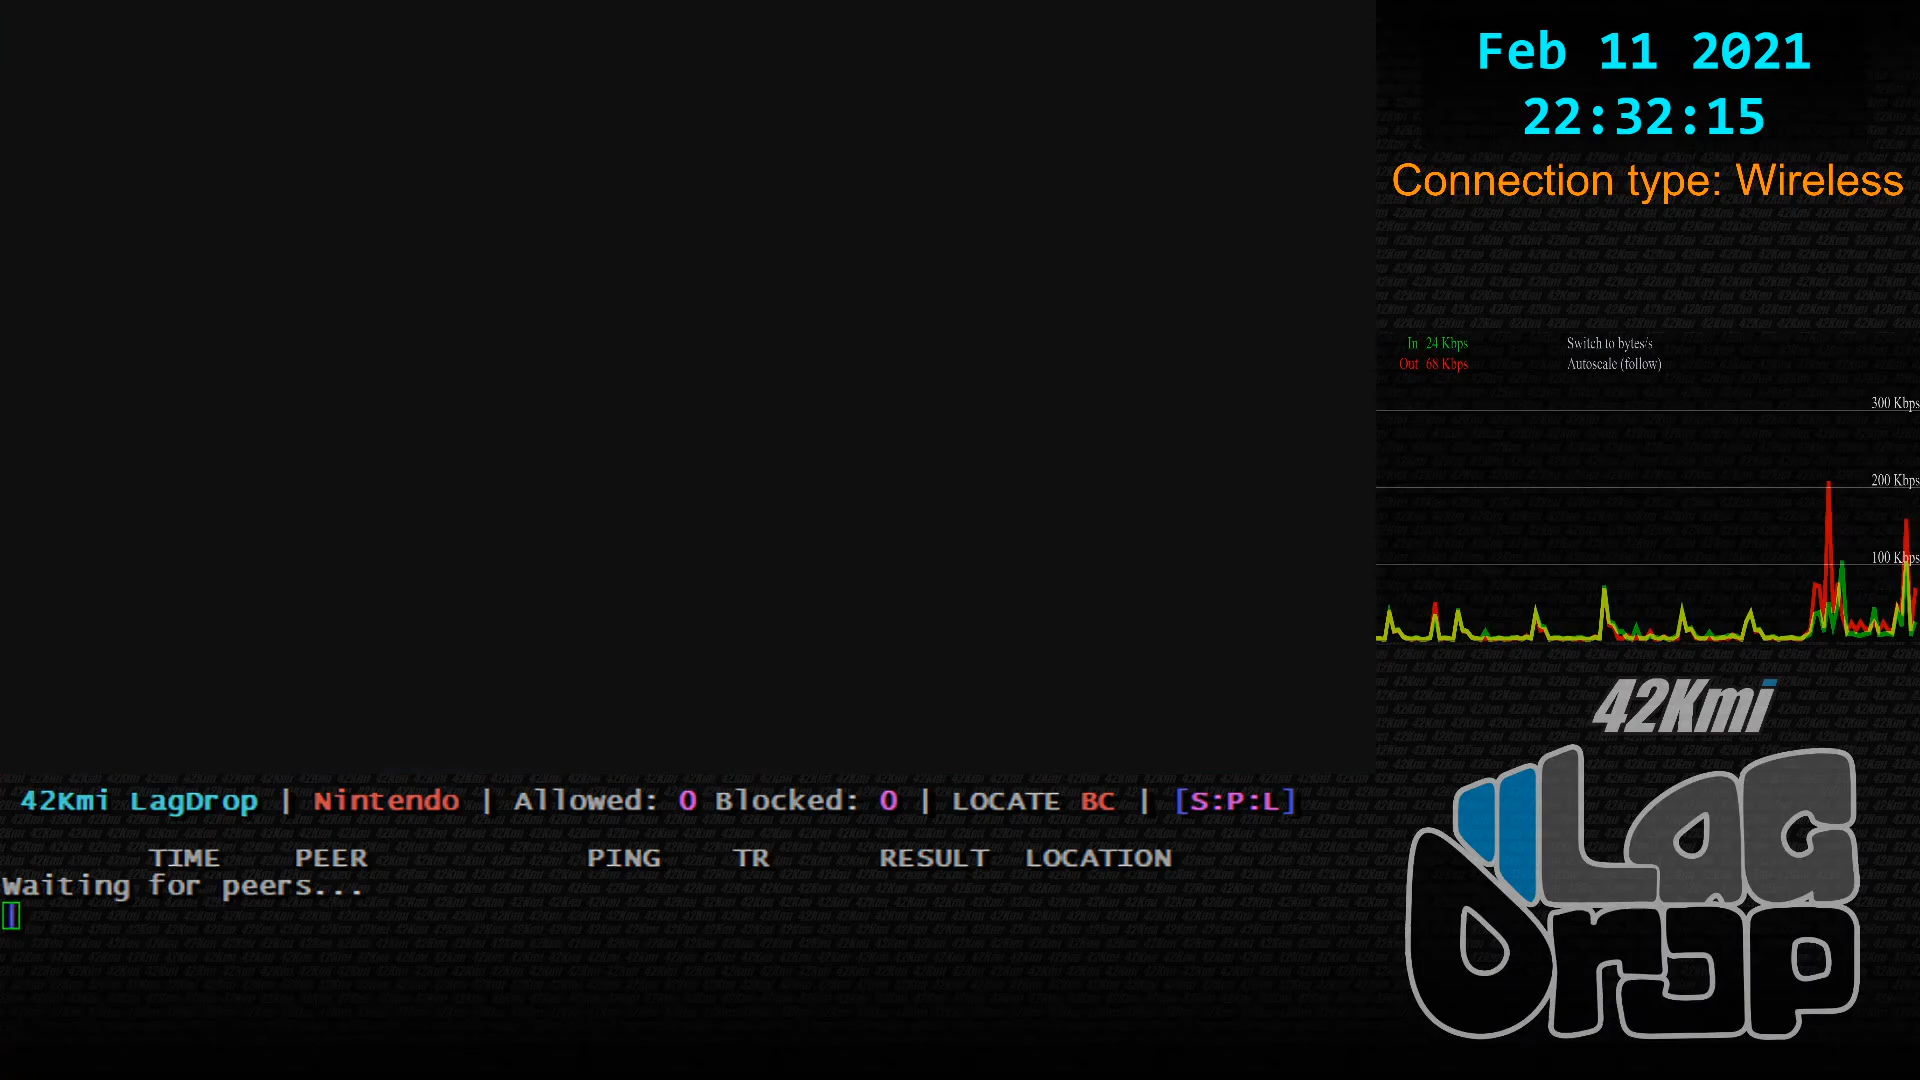 Feb 11 2021
22:32:15
Connection type: Wireless
In 24 Kbps Switch to bytes/s
Out 68 Kbps Autoscale (follow)
300 Kbps
200 Kbps
100 Kbps
42Kmi
Lag
Drop
42Kmi LagDrop | Nintendo | Allowed: 0 Blocked: 0 | LOCATE BC | [S:P:L]
TIME PEER PING TR RESULT LOCATION
Waiting for peers...